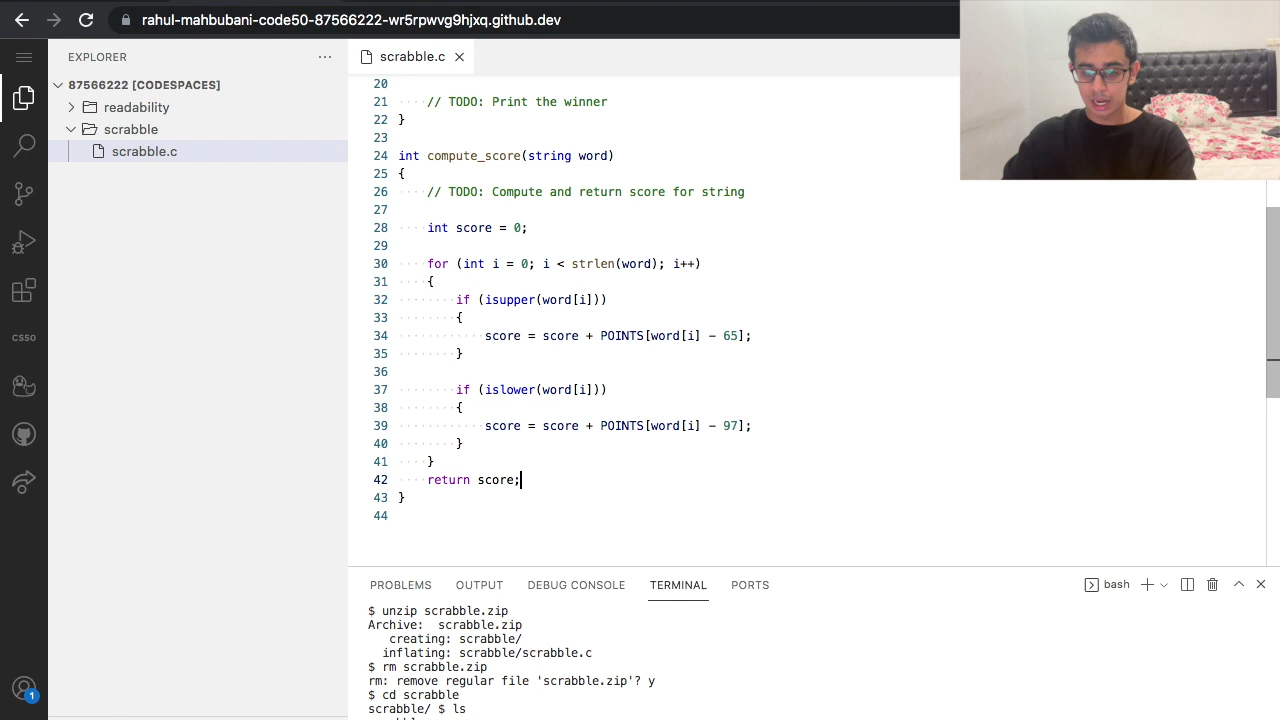 rahul-mahbubani-code50-87566222-wr5rpwvg9hjxq.github.dev
EXPLORER
···
scrabble.c
87566222 [CODESPACES]
readability
scrabble
scrabble.c
CS50
1
20
21 // TODO: Print the winner
22 }
23
24 int compute_score(string word)
25 {
26 // TODO: Compute and return score for string
27
28 int score = 0;
29
30 for (int i = 0; i < strlen(word); i++)
31 {
32 if (isupper(word[i]))
33 {
34 score = score + POINTS[word[i] - 65];
35 }
36
37 if (islower(word[i]))
38 {
39 score = score + POINTS[word[i] - 97];
40 }
41 }
42 return score;
43 }
44
PROBLEMS OUTPUT DEBUG CONSOLE TERMINAL PORTS
bash
$ unzip scrabble.zip
Archive:  scrabble.zip
   creating: scrabble/
   inflating: scrabble/scrabble.c
$ rm scrabble.zip
rm: remove regular file 'scrabble.zip'? y
$ cd scrabble
scrabble/ $ ls